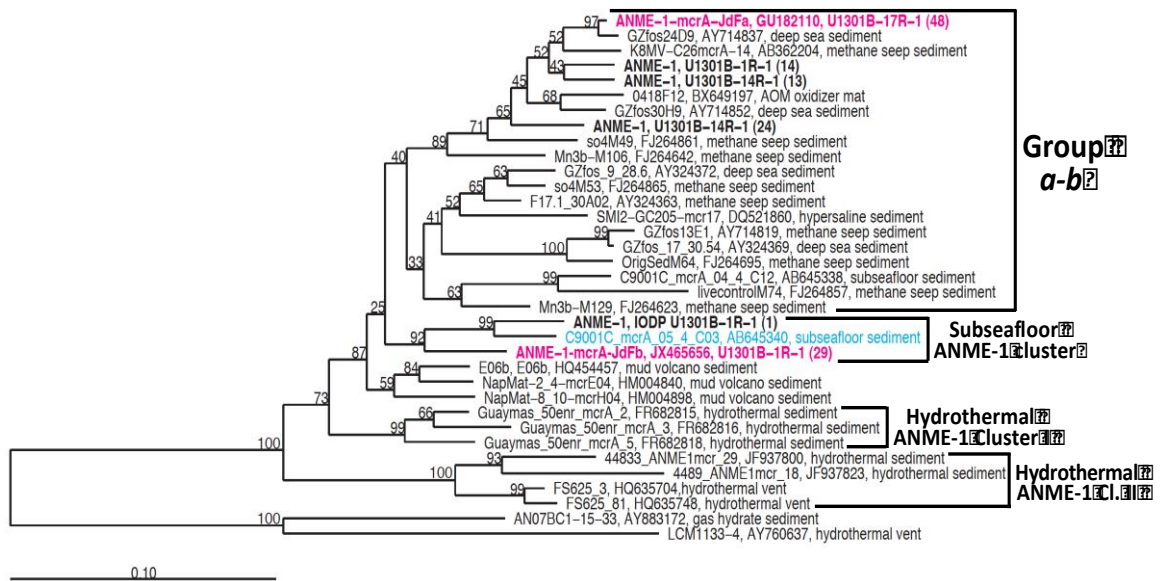 97
ANME-1-mcrA-JdFa, GU182110, U1301B-17R-1 (48)
52
GZfos24D9, AY714837, deep sea sediment
52
K8MV-C26mcrA-14, AB362204, methane seep sediment
43
ANME-1, U1301B-1R-1 (14)
ANME-1, U1301B-14R-1 (13)
45
68
0418F12, BX649197, AOM oxidizer mat
65
GZfos30H9, AY714852, deep sea sediment
71
ANME-1, U1301B-14R-1 (24)
89
so4M49, FJ264861, methane seep sediment
Mn3b-M106, FJ264642, methane seep sediment
40
63
GZfos_9_28.6, AY324372, deep sea sediment
65
so4M53, FJ264865, methane seep sediment
52
F17.1_30A02, AY324363, methane seep sediment
41
SMI2-GC205-mcr17, DQ521860, hypersaline sediment
99
GZfos13E1, AY714819, methane seep sediment
100
GZfos_17_30.54, AY324369, deep sea sediment
33
OrigSedM64, FJ264695, methane seep sediment
99
C9001C_mcrA_04_4_C12, AB645338, subseafloor sediment
63
livecontrolM74, FJ264857, methane seep sediment
Mn3b-M129, FJ264623, methane seep sediment
Group
a-b
25
99
ANME-1, IODP U1301B-1R-1 (1)
92
C9001C_mcrA_05_4_C03, AB645340, subseafloor sediment
ANME-1-mcrA-JdFb, JX465656, U1301B-1R-1 (29)
Subseafloor
ANME-1 cluster
87
84
E06b, E06b, HQ454457, mud volcano sediment
59
NapMat-2_4-mcrE04, HM004840, mud volcano sediment
NapMat-8_10-mcrH04, HM004898, mud volcano sediment
73
66
Guaymas_50enr_mcrA_2, FR682815, hydrothermal sediment
99
Guaymas_50enr_mcrA_3, FR682816, hydrothermal sediment
Guaymas_50enr_mcrA_5, FR682818, hydrothermal sediment
Hydrothermal
ANME-1 Cluster
100
93
44833_ANME1mcr_29, JF937800, hydrothermal sediment
100
4489_ANME1mcr_18, JF937823, hydrothermal sediment
99
FS625_3, HQ635704,hydrothermal vent
FS625_81, HQ635748, hydrothermal vent
Hydrothermal
ANME-1 Cl. II
100
AN07BC1-15-33, AY883172, gas hydrate sediment
LCM1133-4, AY760637, hydrothermal vent
0.10